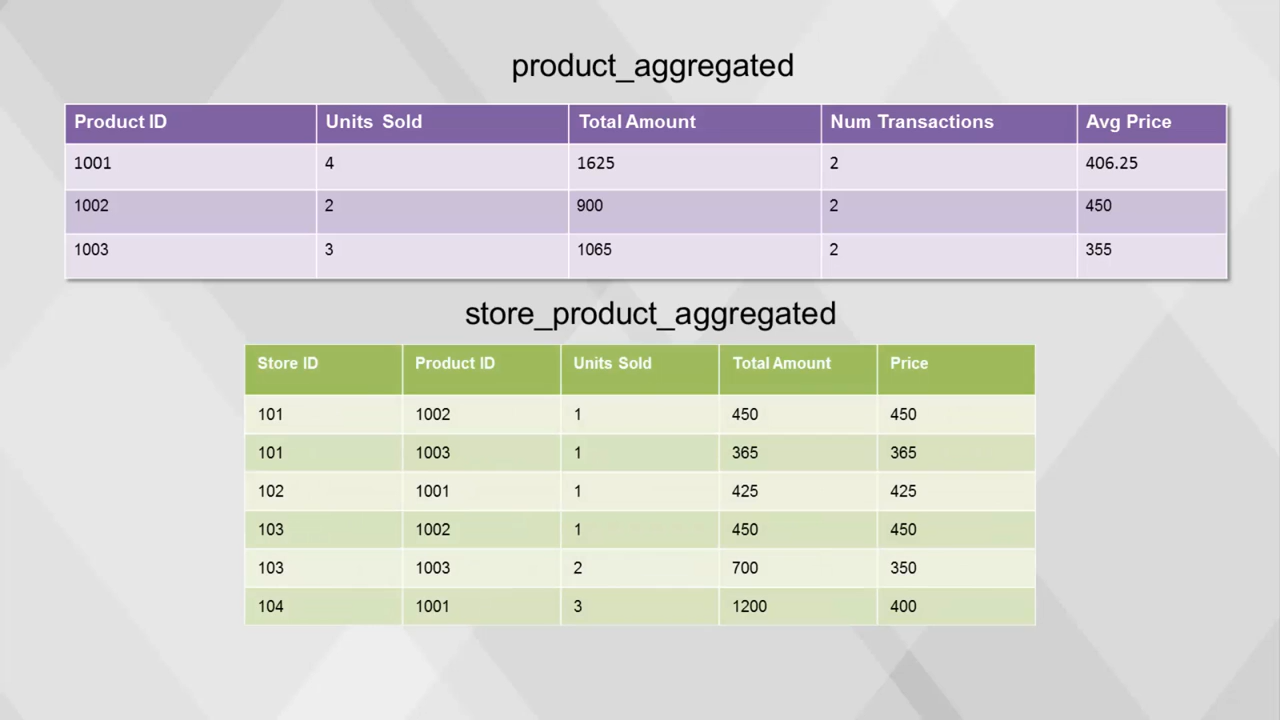 product_aggregated
Product ID Units Sold Total Amount Num Transactions Avg Price
1001 4 1625 2 406.25
1002 2 900 2 450
1003 3 1065 2 355
store_product_aggregated
Store ID Product ID Units Sold Total Amount Price
101 1002 1 450 450
101 1003 1 365 365
102 1001 1 425 425
103 1002 1 450 450
103 1003 2 700 350
104 1001 3 1200 400